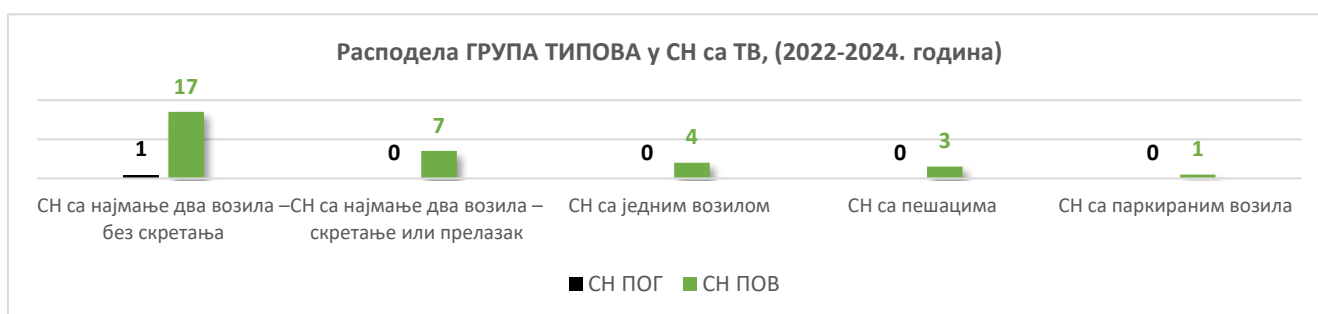 Расподела ГРУПА ТИПОВА у СН са ТВ, (2022-2024. година)
1
17
0
7
0
4
0
3
0
1
СН са најмање два возила –
без скретања
СН са најмање два возила –
скретање или прелазак
СН са једним возилом
СН са пешацима
СН са паркираним возила
СН ПОГ
СН ПОВ